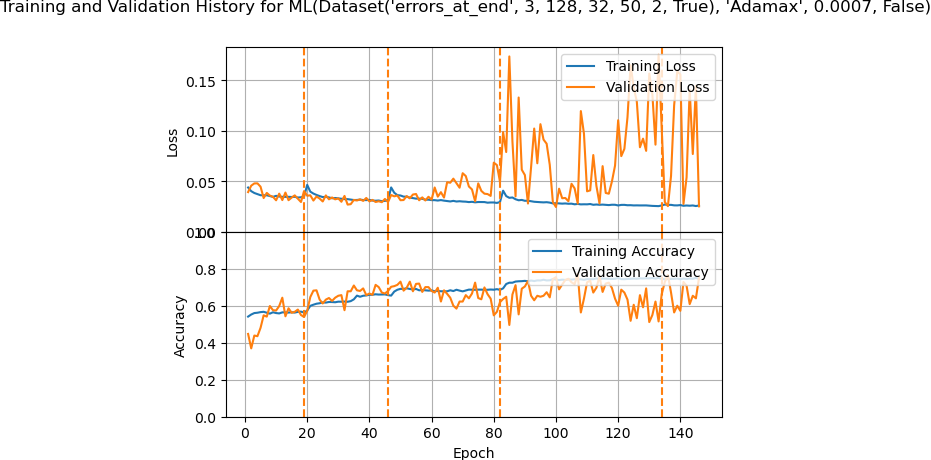 Training and Validation History for ML(Dataset('errors_at_end', 3, 128, 32, 50, 2, True), 'Adamax', 0.0007, False)
Training Loss
Validation Loss
0.15
0.10
0.05
0.00
Loss
Training Accuracy
Validation Accuracy
1.0
0.8
0.6
0.4
0.2
0.0
Accuracy
0 20 40 60 80 100 120 140
Epoch